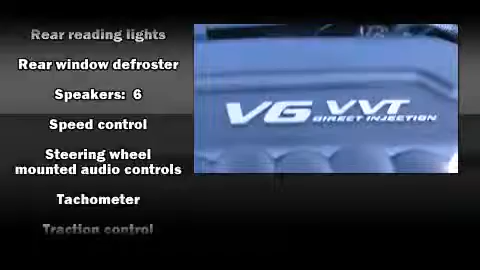 Rear reading lights
Rear window defroster
Speakers: 6
Speed control
Steering wheel
mounted audio controls
Tachometer
Traction control
V6 VVT
DIRECT INJECTION